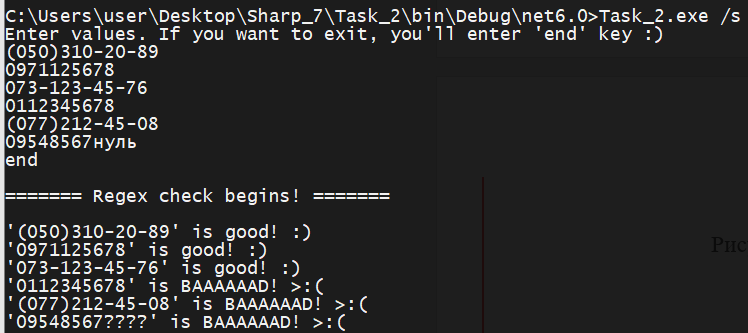 C:\Users\user\Desktop\Sharp_7\Task_2\bin\Debug\net6.0>Task_2.exe /s
Enter values. If you want to exit, you'll enter 'end' key :)
(050)310-20-89
0971125678
073-123-45-76
0112345678
(077)212-45-08
09548567нуль
end
======= Regex check begins! =======
'(050)310-20-89' is good! :)
'0971125678' is good! :)
'073-123-45-76' is good! :)
'0112345678' is BAAAAAAD! >:(
'(077)212-45-08' is BAAAAAAD! >:(
'09548567????' is BAAAAAAD! >:(
Рис